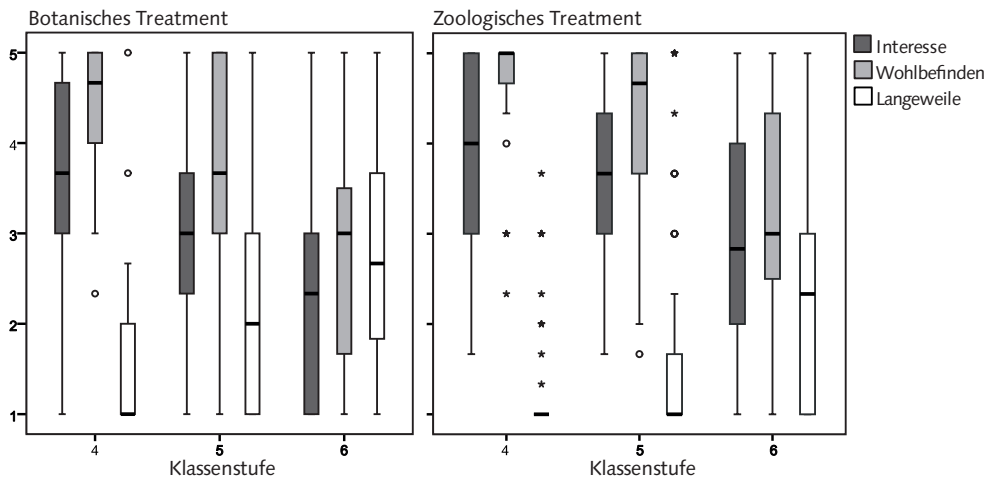 Botanisches Treatment
Zoologisches Treatment
Interesse
Wohlbefinden
Langeweile
5
4
3
2
1
4 5 6
4 5 6
Klassenstufe
Klassenstufe